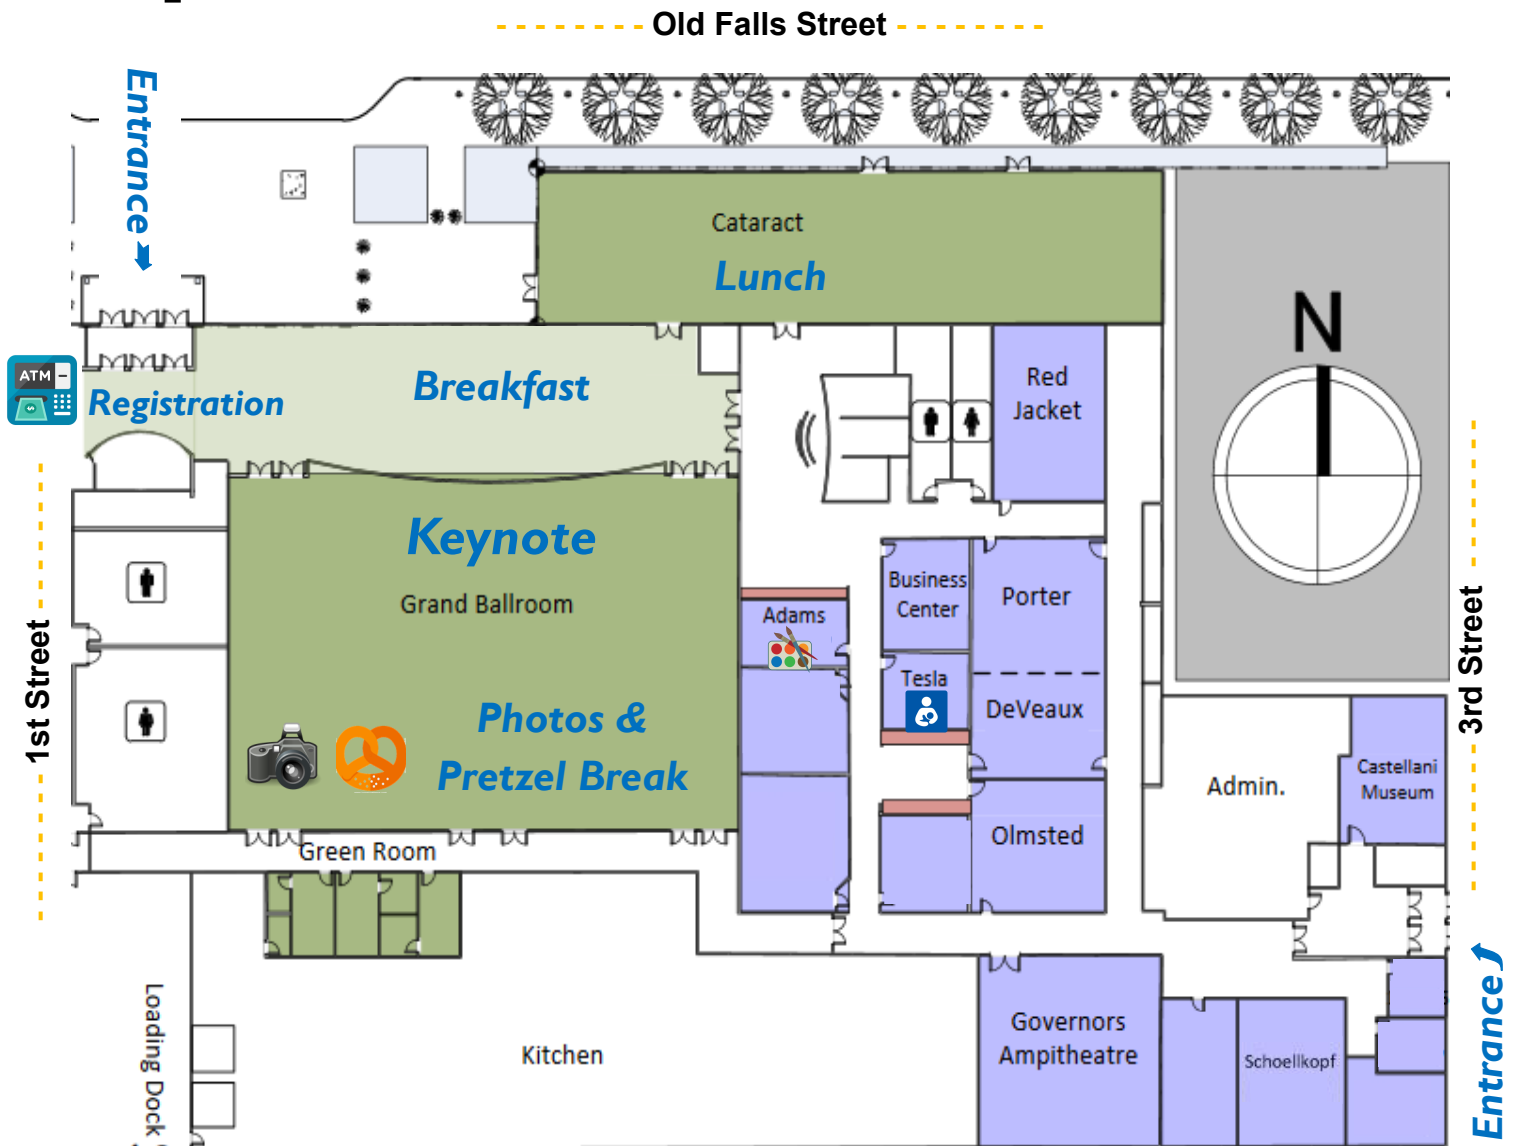 Old Falls Street
Entrance
Cataract
Lunch
N
ATM
Registration
Breakfast
Red
Jacket
Keynote
Grand Ballroom
Business
Center
Porter
Adams
Tesla
DeVeaux
1st Street
3rd Street
Photos &
Pretzel Break
Admin.
Castellani
Museum
Olmsted
Green Room
Loading Dock
Kitchen
Governors
Ampitheatre
Schoellkopf
Entrance